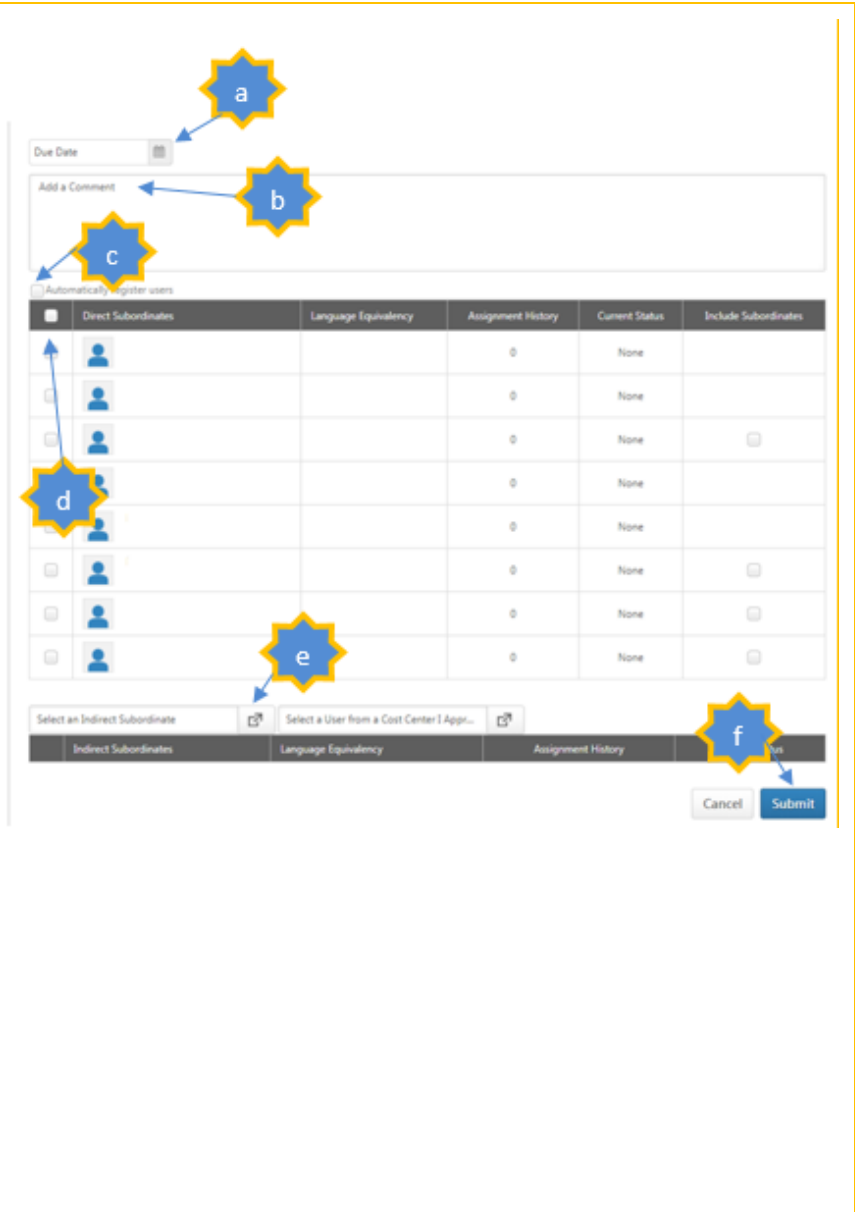 a
Due Date
Add a Comment
b
c
Automatically register users
Direct Subordinates Language Equivalency Assignment History Current Status Include Subordinates
0 None
0 None
0 None
0 None
d
0 None
0 None
0 None
0 None
e
Select an Indirect Subordinate Select a User from a Cost Center I Appr...
f
Indirect Subordinates Language Equivalency Assignment History
Cancel Submit